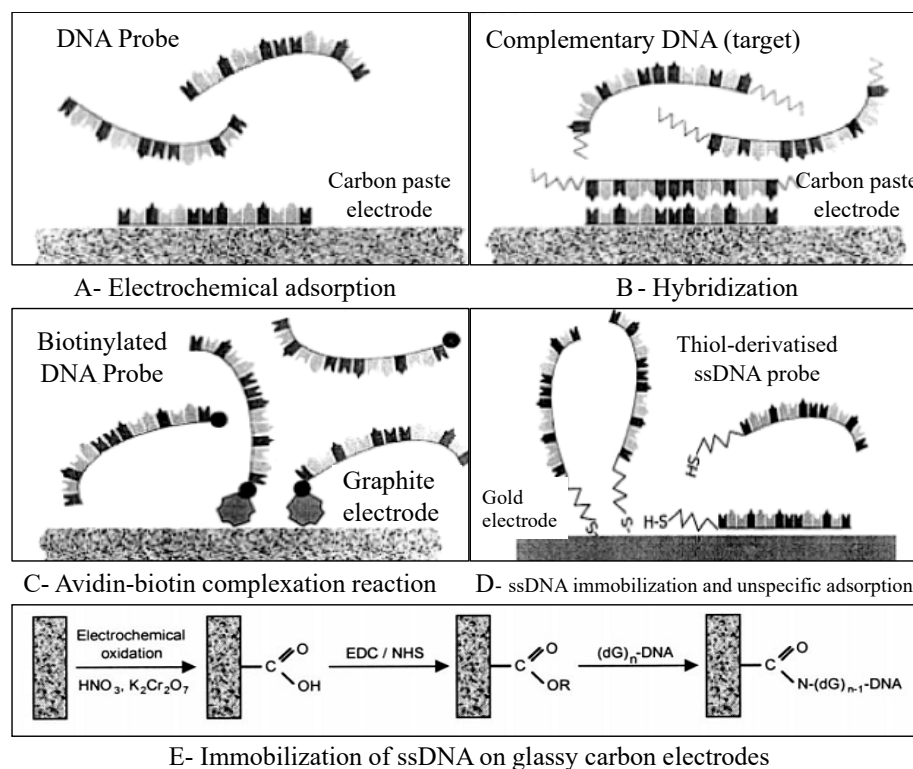 DNA Probe
Carbon paste
electrode
A- Electrochemical adsorption
Complementary DNA (target)
Carbon paste
electrode
B - Hybridization
Biotinylated
DNA Probe
Graphite
electrode
C- Avidin-biotin complexation reaction
Thiol-derivatised
ssDNA probe
HS
Gold
electrode
S-
-S
H-S
D- ssDNA immobilization and unspecific adsorption
Electrochemical
oxidation
HNO₃, K₂Cr₂O₇
O
C
OH
EDC / NHS
O
C
OR
(dG)ₙ-DNA
O
C
N-(dG)ₙ₋₁-DNA
E- Immobilization of ssDNA on glassy carbon electrodes